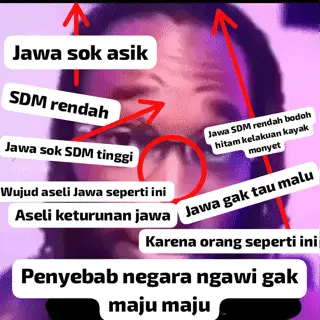 Jawa sok asik
SDM rendah
Jawa SDM rendah bodoh
hitam kelakuan kayak
monyet
Jawa sok SDM tinggi
Wujud aseli Jawa seperti ini
Jawa gak tau malu
Aseli keturunan jawa
Karena orang seperti ini
Penyebab negara ngawi gak
maju maju